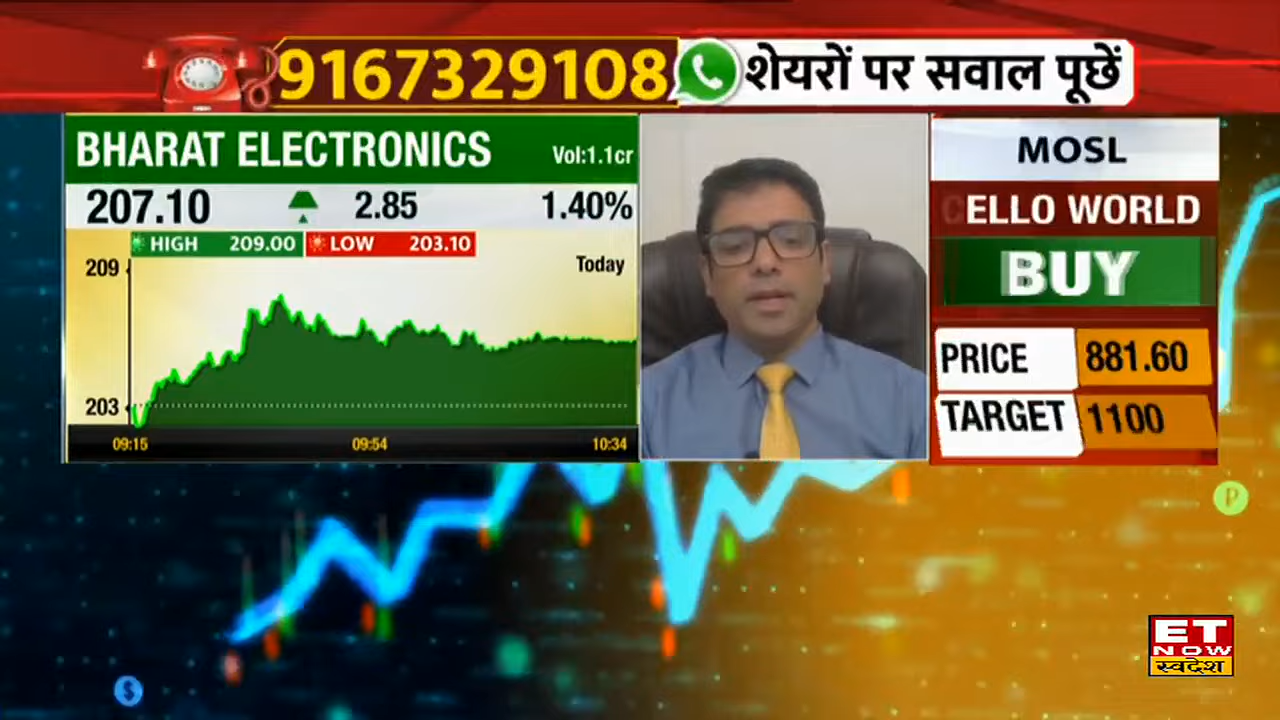 9167329108 शेयरों पर सवाल पूछें
BHARAT ELECTRONICS Vol:1.1cr
207.10 2.85 1.40%
HIGH 209.00 LOW 203.10
209 Today
203
09:15 09:54 10:34
MOSL
CELLO WORLD
BUY
PRICE 881.60
TARGET 1100
P
$
ET
NOW
स्वदेश